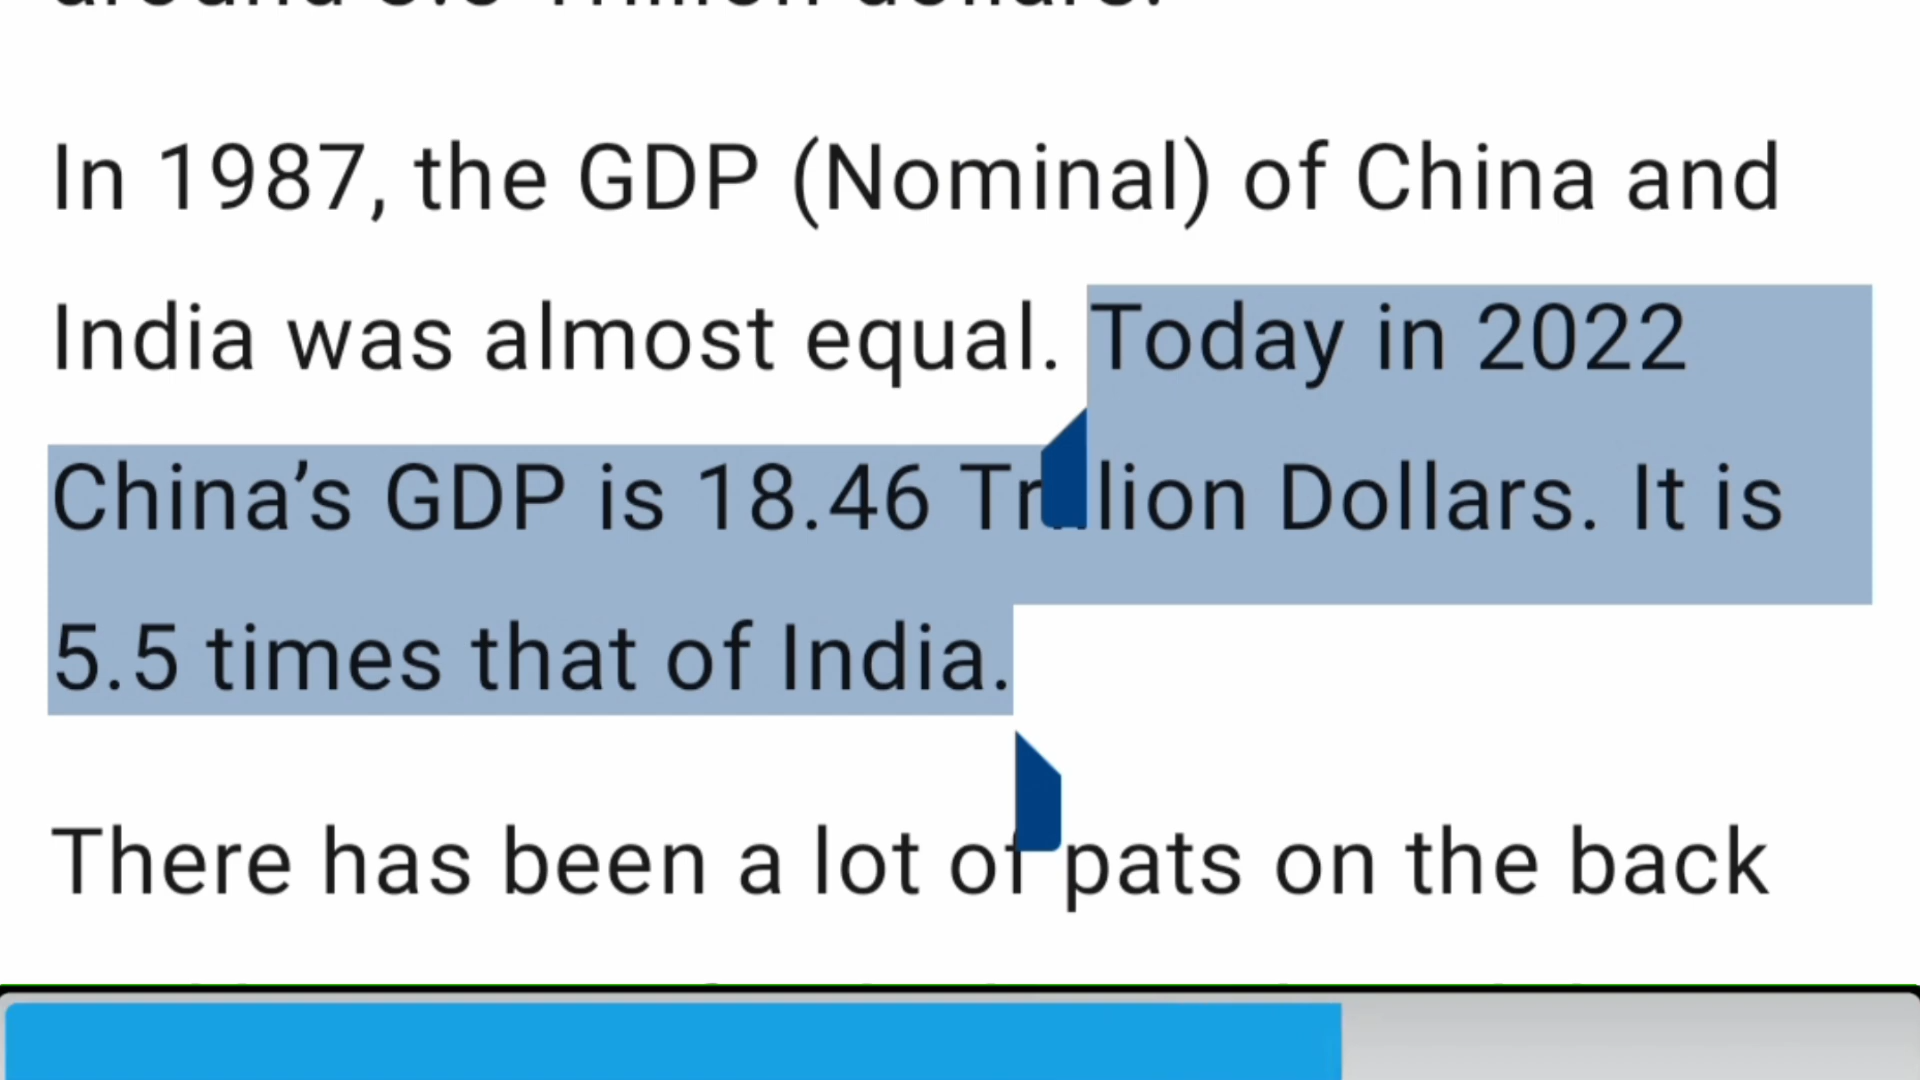 In 1987, the GDP (Nominal) of China and
India was almost equal. Today in 2022
China’s GDP is 18.46 Trillion Dollars. It is
5.5 times that of India.
There has been a lot of pats on the back